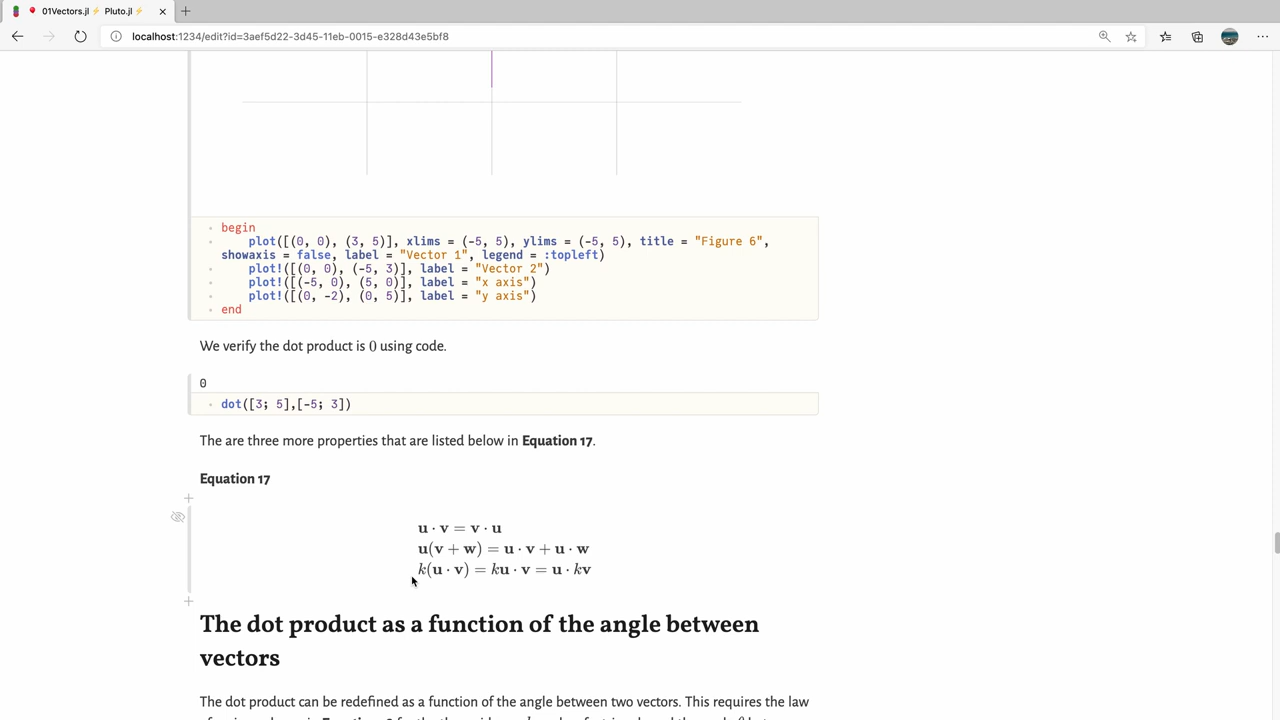 01Vectors.jl ⚡ Pluto.jl ⚡
localhost:1234/edit?id=3aef5d22-3d45-11eb-0015-e328d43e5bf8
begin
plot([(0, 0), (3, 5)], xlims = (-5, 5), ylims = (-5, 5), title = "Figure 6",
showaxis = false, label = "Vector 1", legend = :topleft)
plot!([(0, 0), (-5, 3)], label = "Vector 2")
plot!([(-5, 0), (5, 0)], label = "x axis")
plot!([(0, -2), (0, 5)], label = "y axis")
end
We verify the dot product is 0 using code.
0
dot([3; 5],[-5; 3])
The are three more properties that are listed below in Equation 17.
Equation 17
u · v = v · u
u(v + w) = u · v + u · w
k(u · v) = ku · v = u · kv
The dot product as a function of the angle between
vectors
The dot product can be redefined as a function of the angle between two vectors. This requires the law